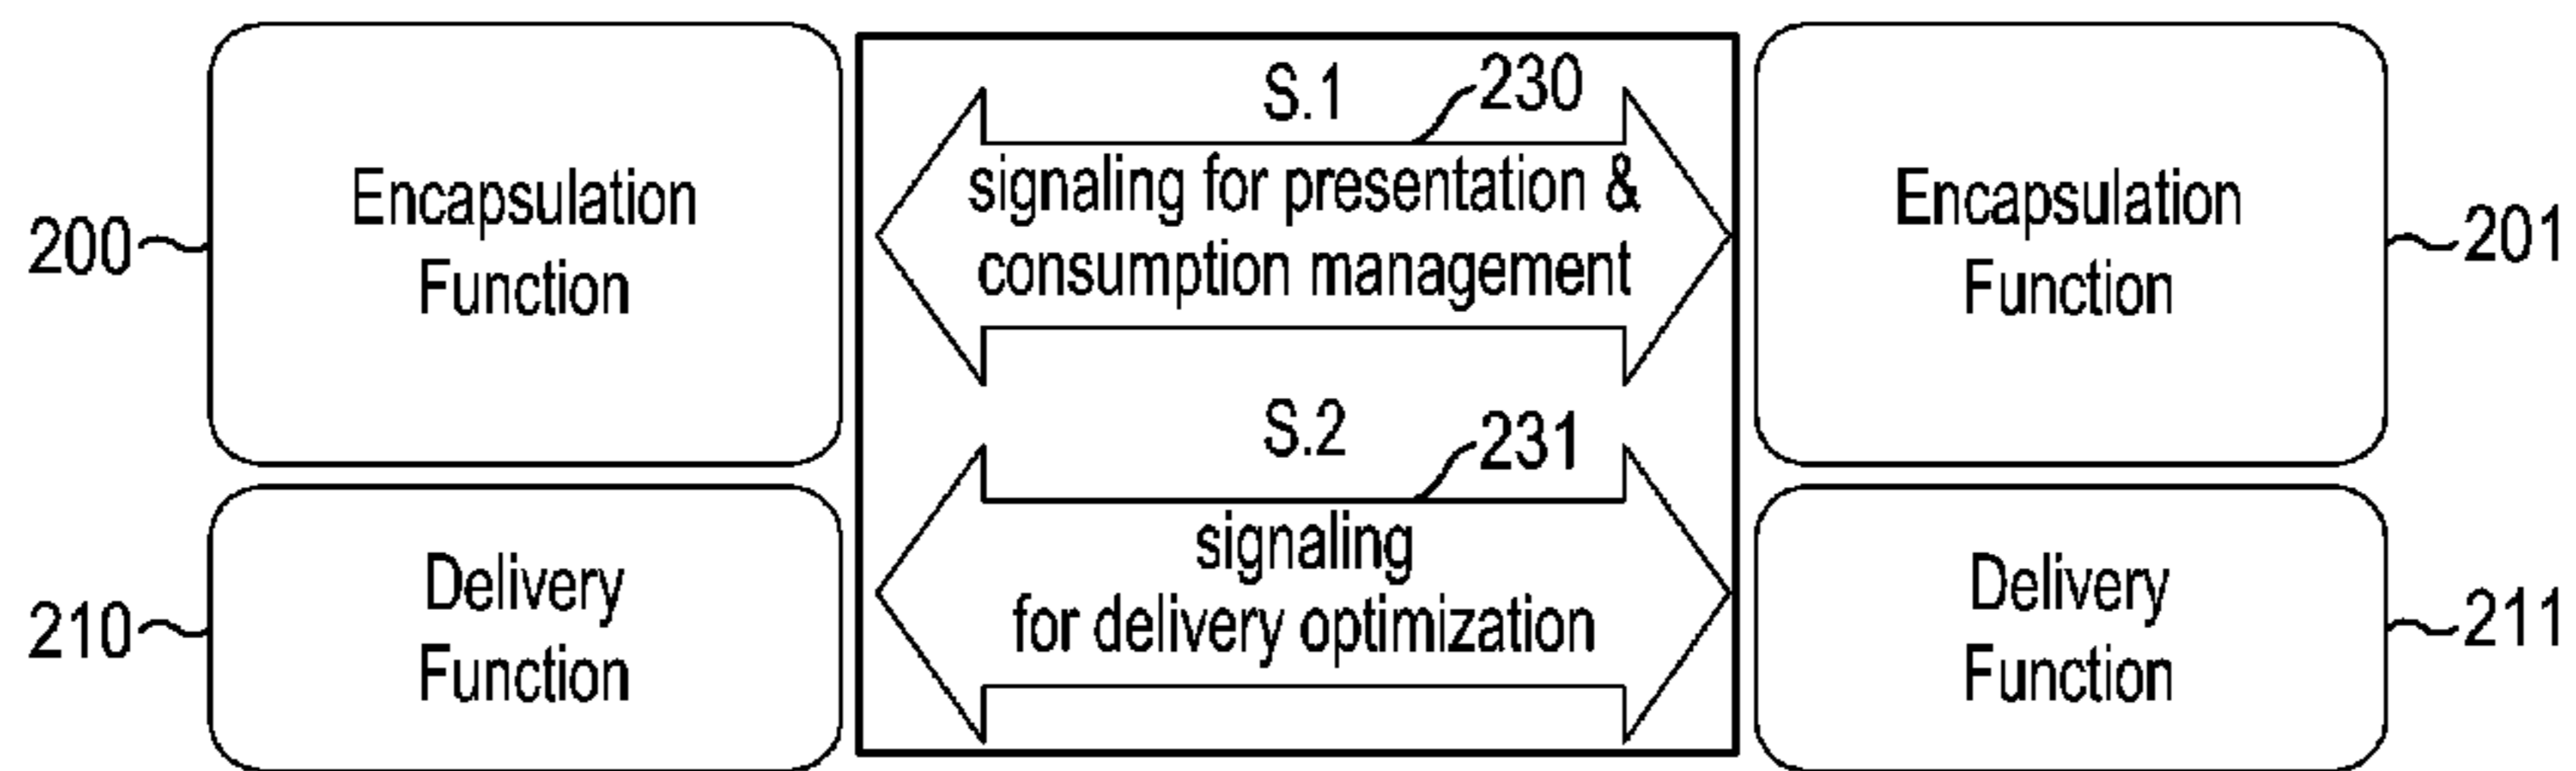 S.1
230
signaling for presentation &
consumption management
Encapsulation
Function
200
Encapsulation
Function
201
S.2
231
signaling
for delivery optimization
Delivery
Function
210
Delivery
Function
211